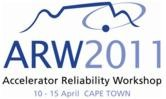 ARW2011
Accelerator Reliability Workshop
10 - 15 April CAPE TOWN